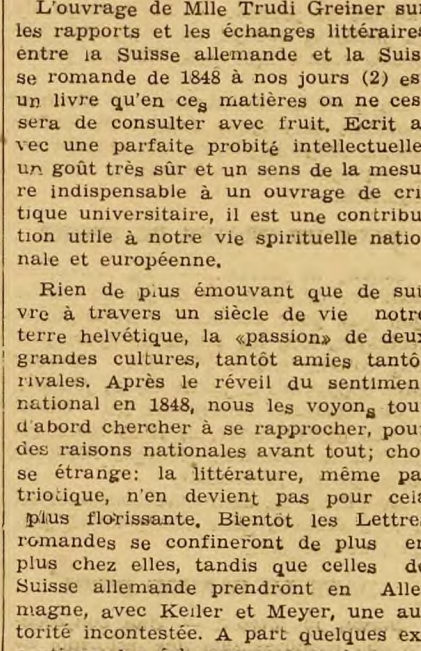 L'ouvrage de Mlle Trudi Greiner su
les rapports et les échanges littéraire
entre la Suisse allemande et la Suis
se romande de 1848 à nos jours (2) es
un livre qu'en ces matières on ne ces
sera de consulter avec fruit. Ecrit a
vec une parfaite probité intellectuelle
un goût très sûr et un sens de la mesu
re indispensable à un ouvrage de cri
tique universitaire, il est une contribu
tion utile à notre vie spirituelle natio
nale et européenne.
Rien de plus émouvant que de sui
vre à travers un siècle de vie notre
terre helvétique, la «passion» de deu
grandes cultures, tantôt amies tantô
rivales. Après le réveil du sentimen
national en 1848, nous les voyons tou
d'abord chercher à se rapprocher, pou
des raisons nationales avant tout; cho
se étrange: la littérature, même pa
triotique, n'en devient pas pour cela
plus florissante. Bientôt les Lettre
romandes se confineront de plus en
plus chez elles, tandis que celles de
Suisse allemande prendront en Alle
magne, avec Keller et Meyer, une au
torité incontestée. A part quelques ex